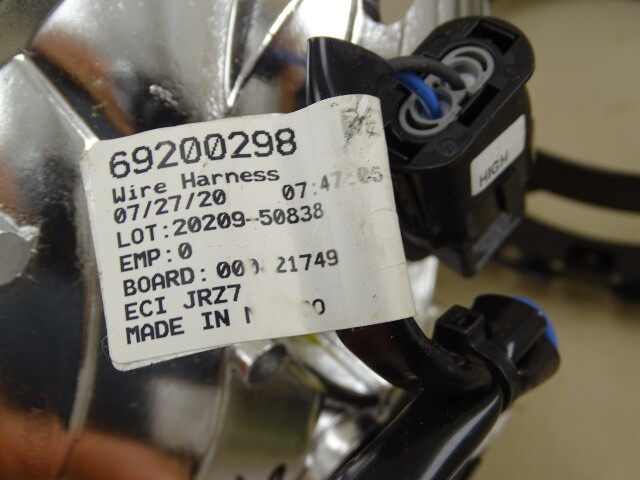 69200298
Wire Harness
07/27/20 07:47:05
LOT:20209-50838
EMP:0
BOARD: 21749
ECI JRZ7
MADE IN
HIGH